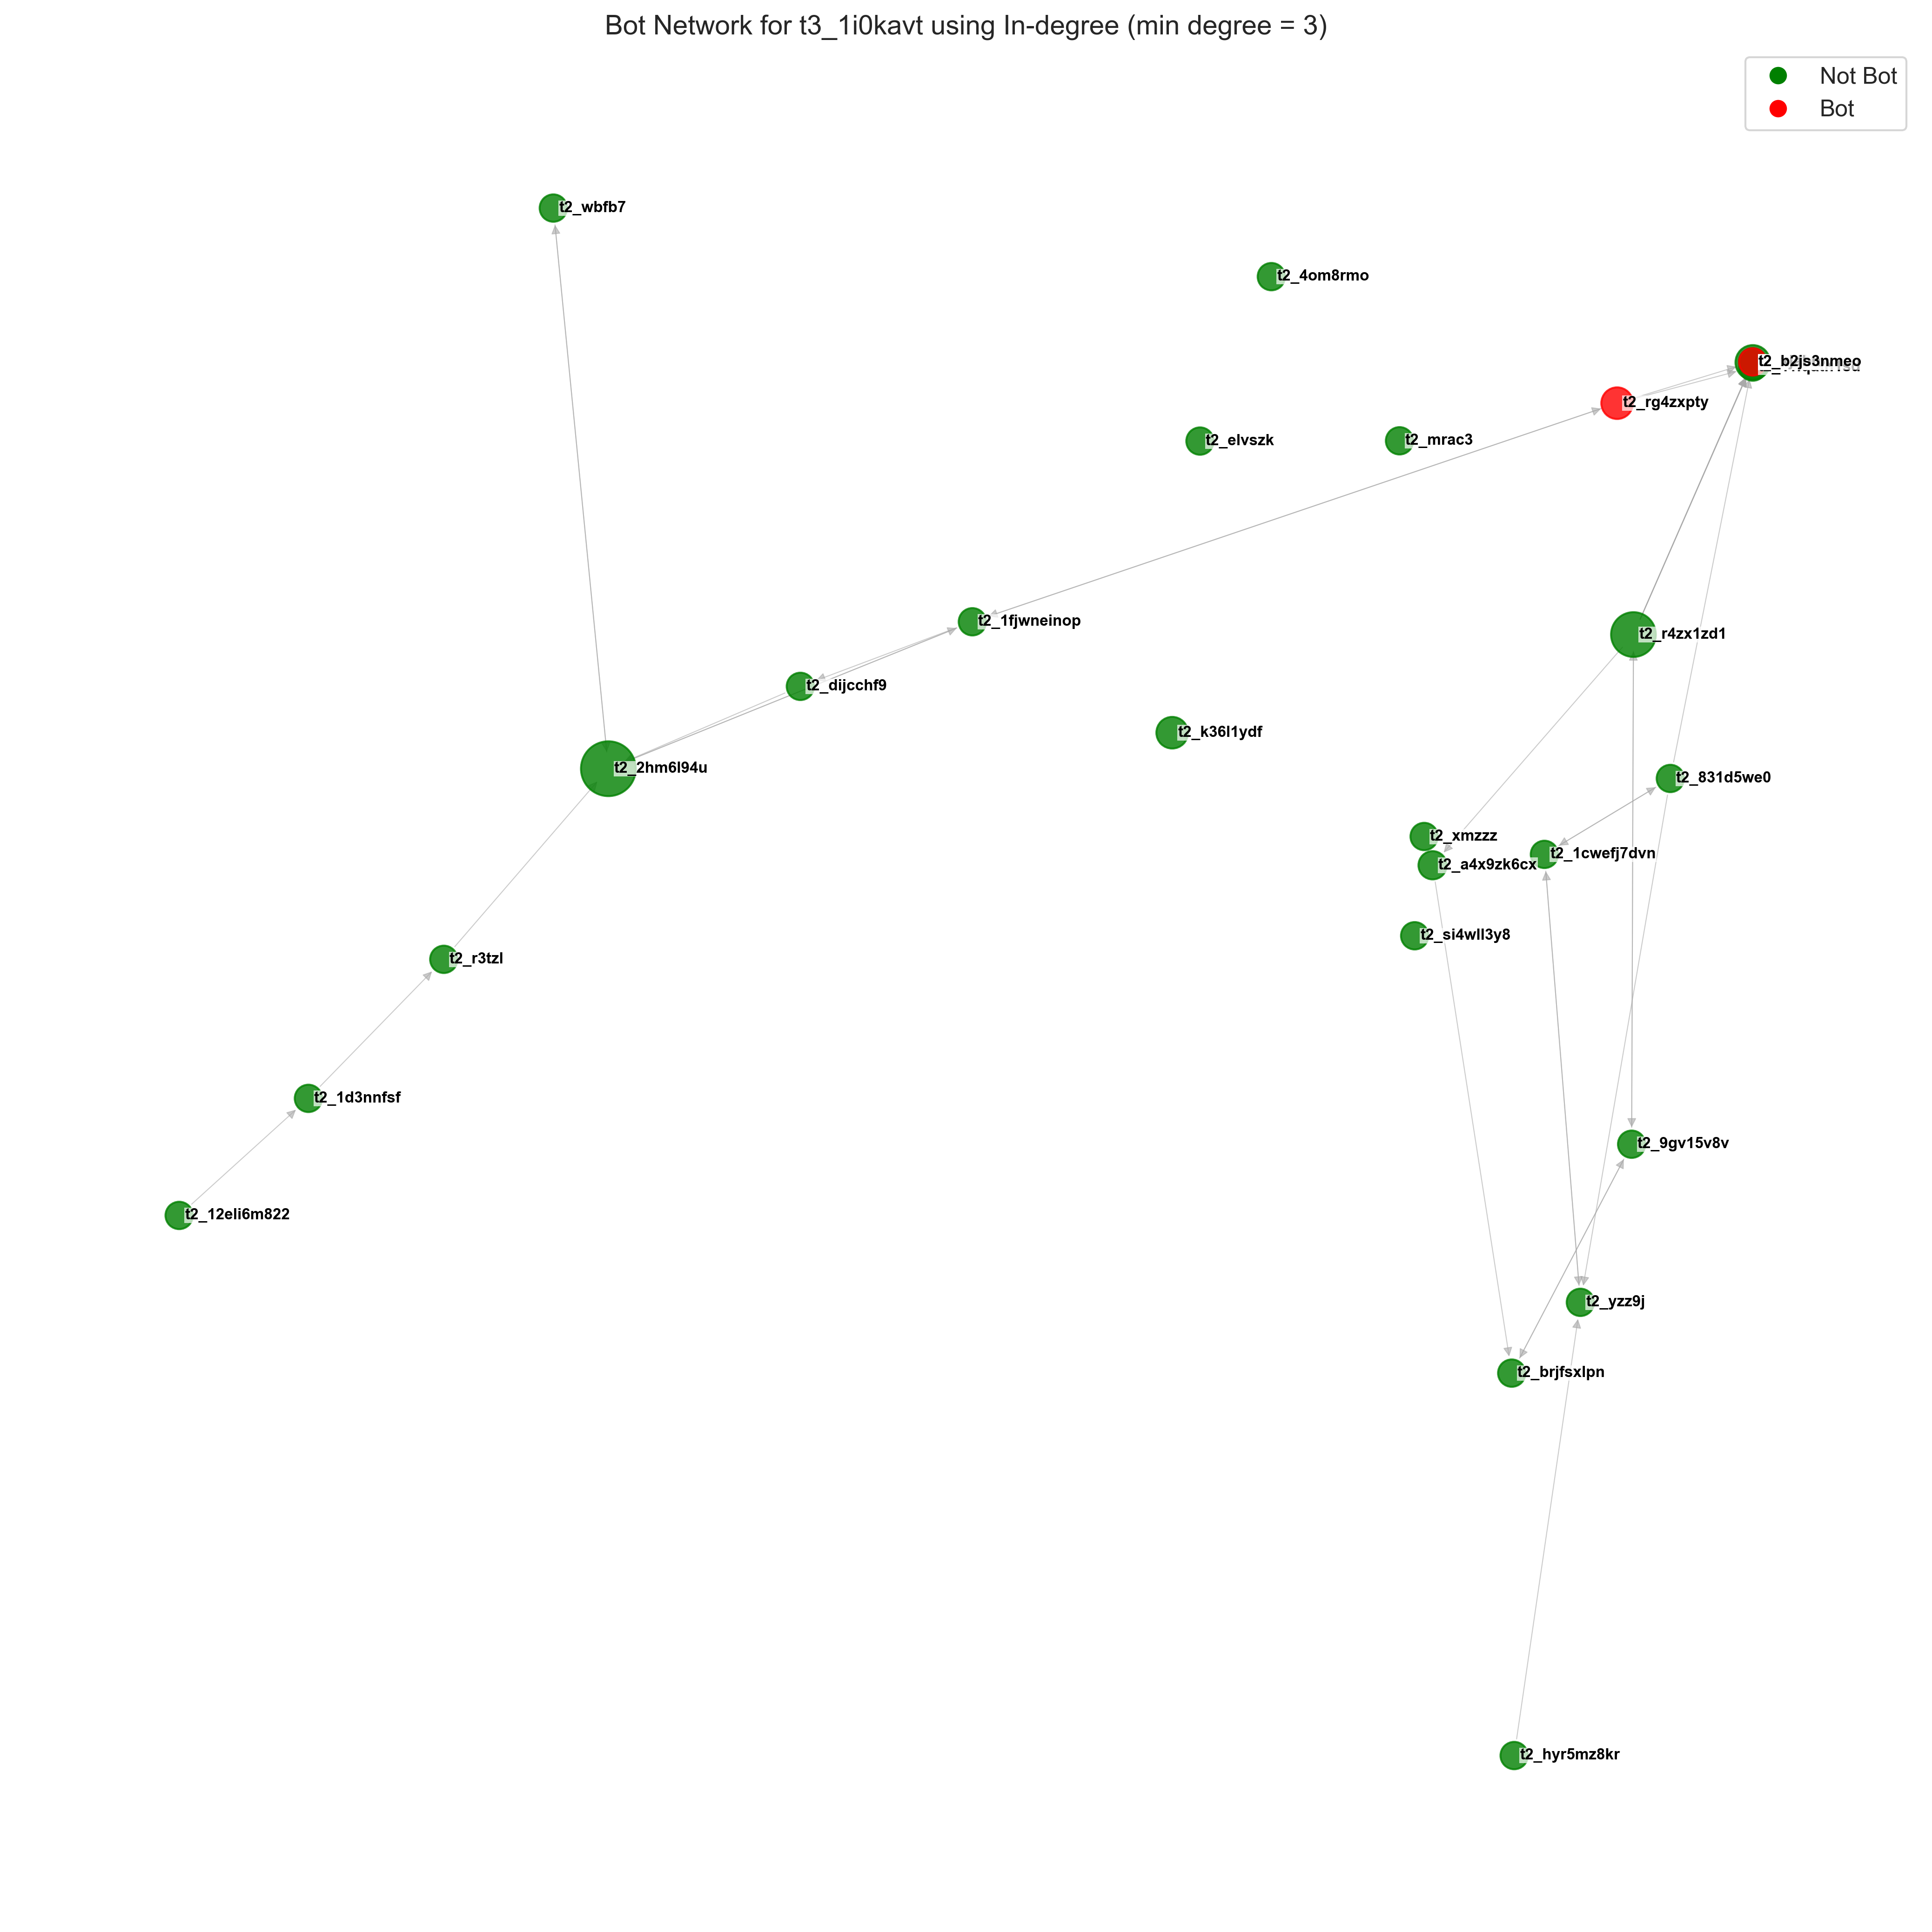 Bot Network for t3_1i0kavt using In-degree (min degree = 3)
Not Bot
Bot
t2_wbfb7
t2_4om8rmo
t2_b2js3nmeo
t2_rg4zxpty
t2_elvszk
t2_mrac3
t2_1fjwneinop
t2_r4zx1zd1
t2_dijcchf9
t2_k36l1ydf
t2_2hm6l94u
t2_831d5we0
t2_xmzzz
t2_1cwefj7dvn
t2_a4x9zk6cx
t2_si4wll3y8
t2_r3tzl
t2_1d3nnfsf
t2_9gv15v8v
t2_12eli6m822
t2_yzz9j
t2_brjfsxlpn
t2_hyr5mz8kr